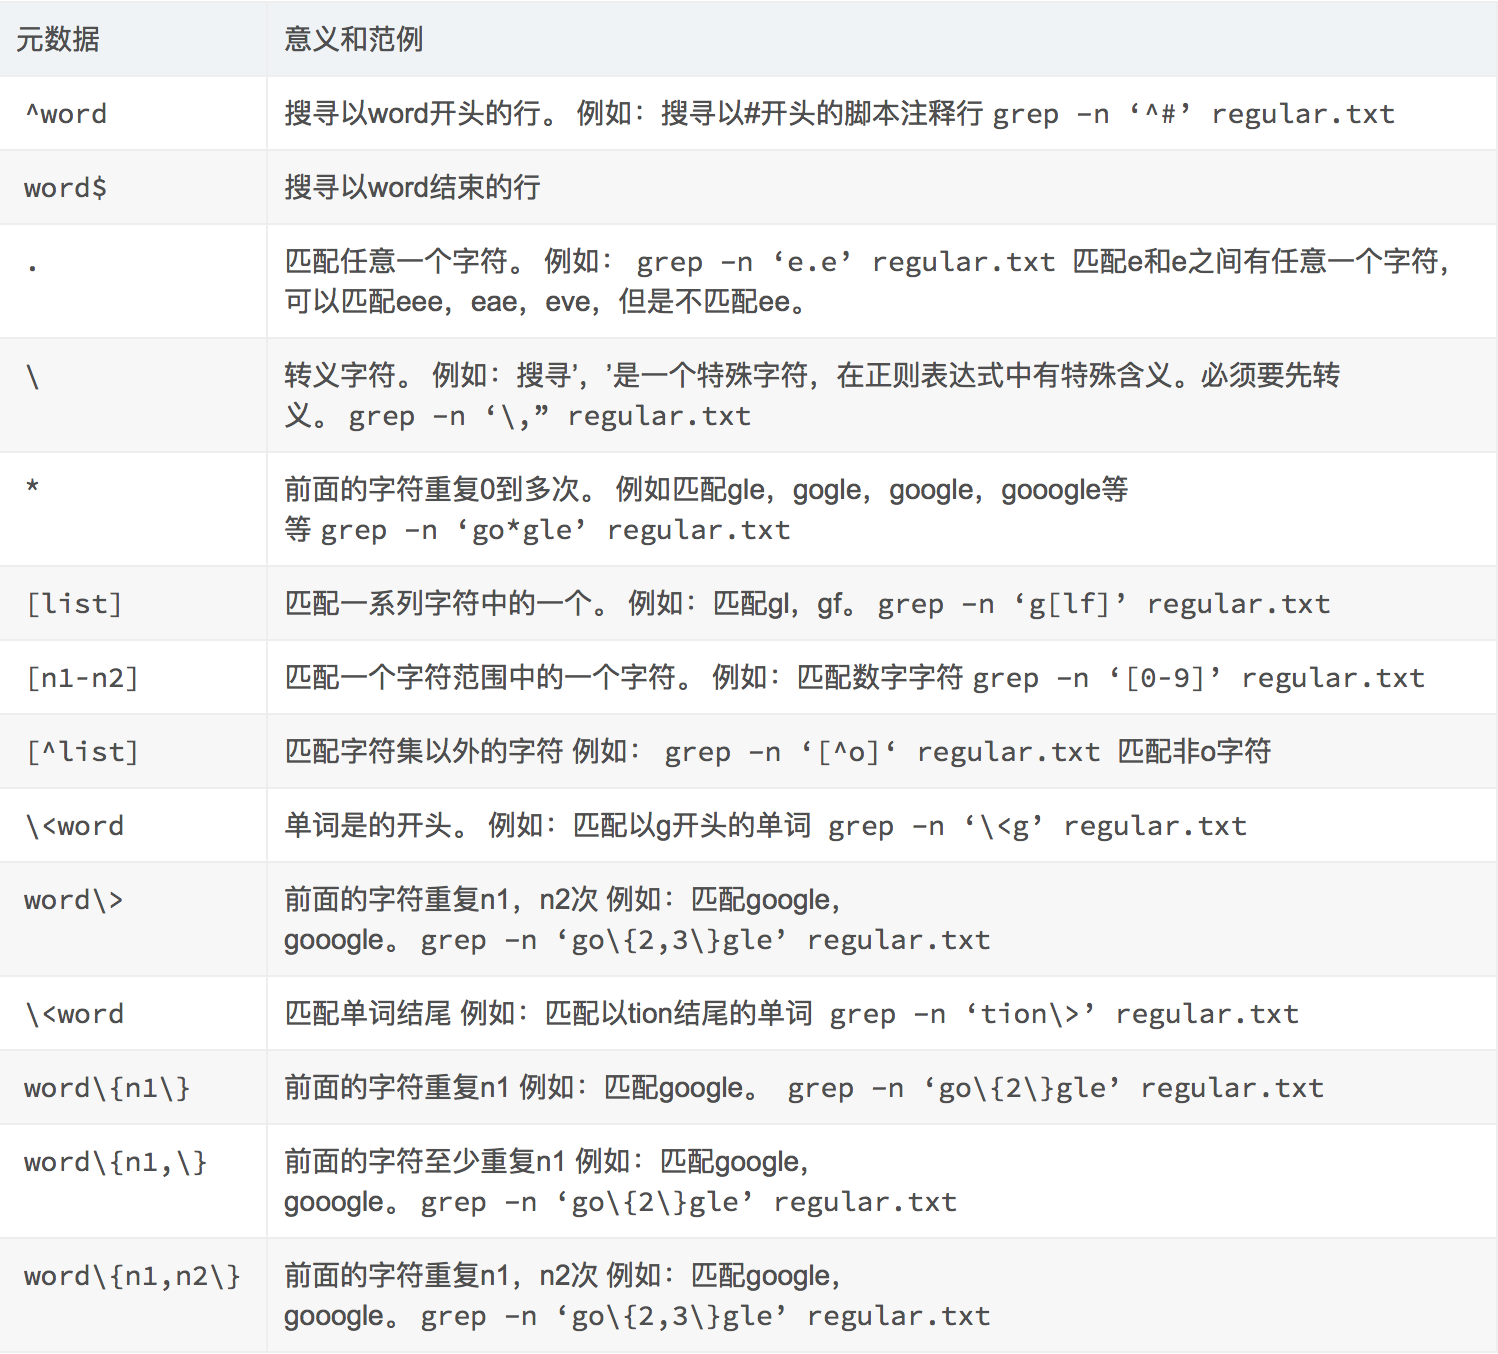 元数据 意义和范例
^word 搜寻以word开头的行。 例如：搜寻以#开头的脚本注释行 grep –n ‘^#’ regular.txt
word$ 搜寻以word结束的行
. 匹配任意一个字符。 例如： grep –n ‘e.e’ regular.txt 匹配e和e之间有任意一个字符，
可以匹配eee，eae，eve，但是不匹配ee。
\ 转义字符。 例如：搜寻’，’是一个特殊字符，在正则表达式中有特殊含义。必须要先转
义。 grep –n ‘\,” regular.txt
* 前面的字符重复0到多次。 例如匹配gle，gogle，google，gooogle等
等 grep –n ‘go*gle’ regular.txt
[list] 匹配一系列字符中的一个。 例如：匹配gl，gf。 grep –n ‘g[lf]’ regular.txt
[n1-n2] 匹配一个字符范围中的一个字符。 例如：匹配数字字符 grep –n ‘[0-9]’ regular.txt
[^list] 匹配字符集以外的字符 例如： grep –n ‘[^o]‘ regular.txt 匹配非o字符
\<word 单词是的开头。 例如：匹配以g开头的单词 grep –n ‘\<g’ regular.txt
word\> 前面的字符重复n1，n2次 例如：匹配google，
gooogle。 grep –n ‘go\{2,3\}gle’ regular.txt
\<word 匹配单词结尾 例如：匹配以tion结尾的单词 grep –n ‘tion\>’ regular.txt
word\{n1\} 前面的字符重复n1 例如：匹配google。 grep –n ‘go\{2\}gle’ regular.txt
word\{n1,\} 前面的字符至少重复n1 例如：匹配google，
gooogle。 grep –n ‘go\{2\}gle’ regular.txt
word\{n1,n2\} 前面的字符重复n1，n2次 例如：匹配google，
gooogle。 grep –n ‘go\{2,3\}gle’ regular.txt